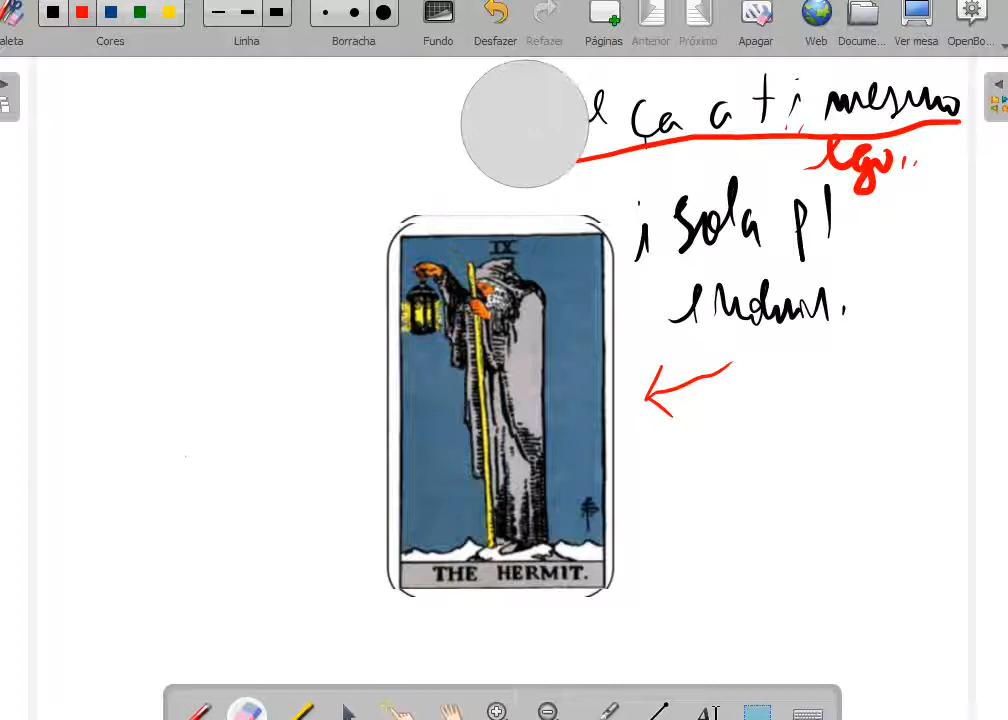 aleta Cores Linha Borracha Fundo Desfazer Refazer Páginas Anterior Próximo Apagar Web Docume... Ver mesa OpenBo...
ça a ti mesmo
ego..
isola p/
IX
THE HERMIT.